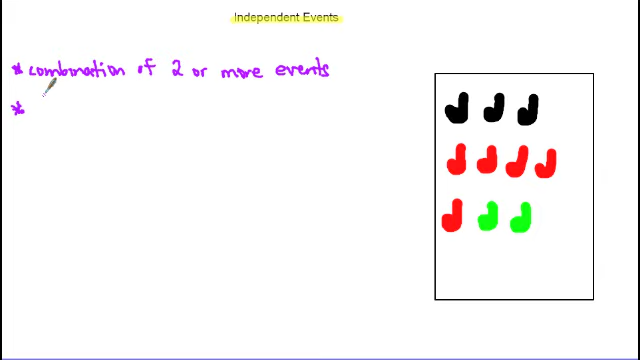 Independent Events
* combination of 2 or more events
*